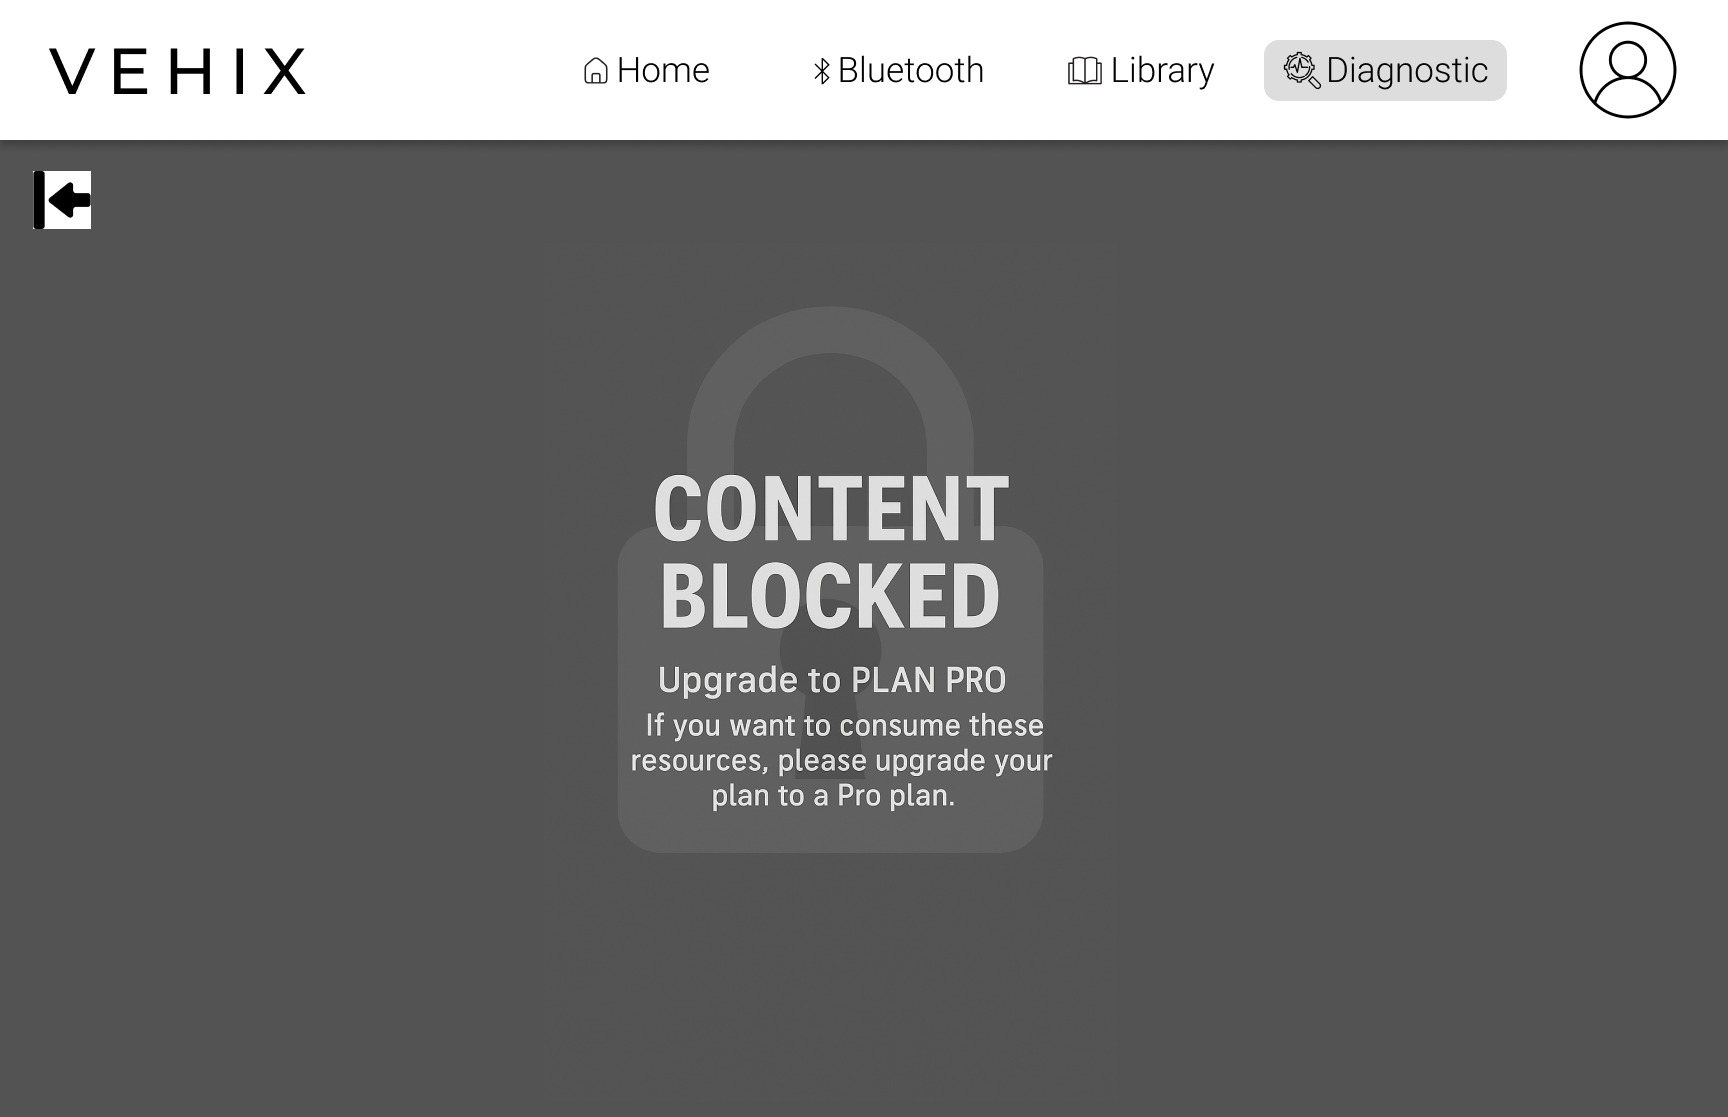 VEHIX
Home
Bluetooth
Library
Diagnostic
CONTENT
BLOCKED
Upgrade to PLAN PRO
If you want to consume these
resources, please upgrade your
plan to a Pro plan.